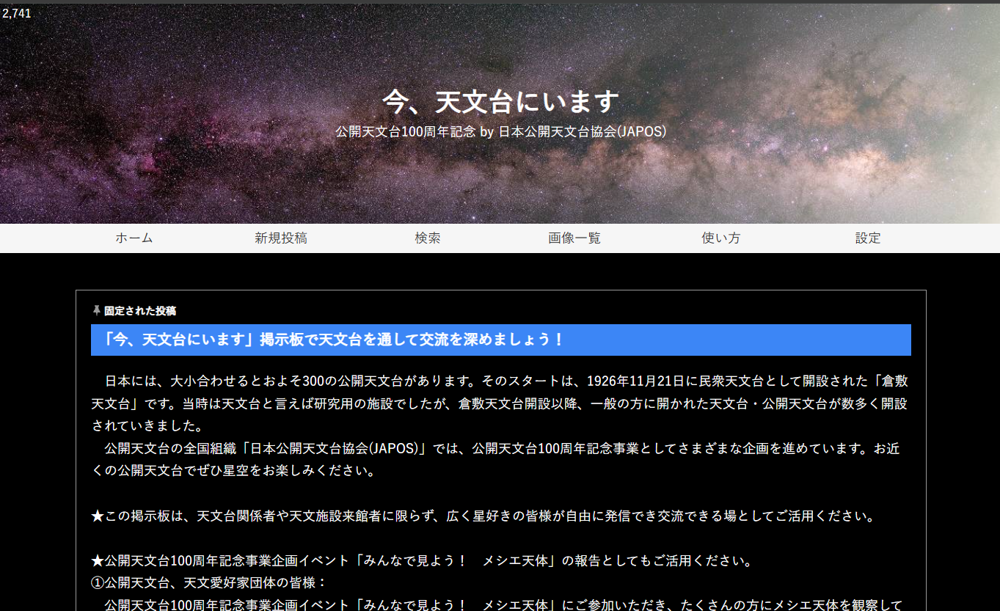 2,741
今、天文台にいます
公開天文台100周年記念 by 日本公開天文台協会(JAPOS)
ホーム 新規投稿 検索 画像一覧 使い方 設定
固定された投稿
「今、天文台にいます」掲示板で天文台を通して交流を深めましょう！
　日本には、大小合わせるとおよそ300の公開天文台があります。そのスタートは、1926年11月21日に民衆天文台として開設された「倉敷
天文台」です。当時は天文台と言えば研究用の施設でしたが、倉敷天文台開設以降、一般の方に開かれた天文台・公開天文台が数多く開設
されていきました。
　公開天文台の全国組織「日本公開天文台協会(JAPOS)」では、公開天文台100周年記念事業としてさまざまな企画を進めています。お近
くの公開天文台でぜひ星空をお楽しみください。
★この掲示板は、天文台関係者や天文施設来館者に限らず、広く星好きの皆様が自由に発信でき交流できる場としてご活用ください。
★公開天文台100周年記念事業企画イベント「みんなで見よう！　メシエ天体」の報告としてもご活用ください。
①公開天文台、天文愛好家団体の皆様：
　公開天文台100周年記念事業企画イベント「みんなで見よう！　メシエ天体」にご参加いただき、たくさんの方にメシエ天体を観察して